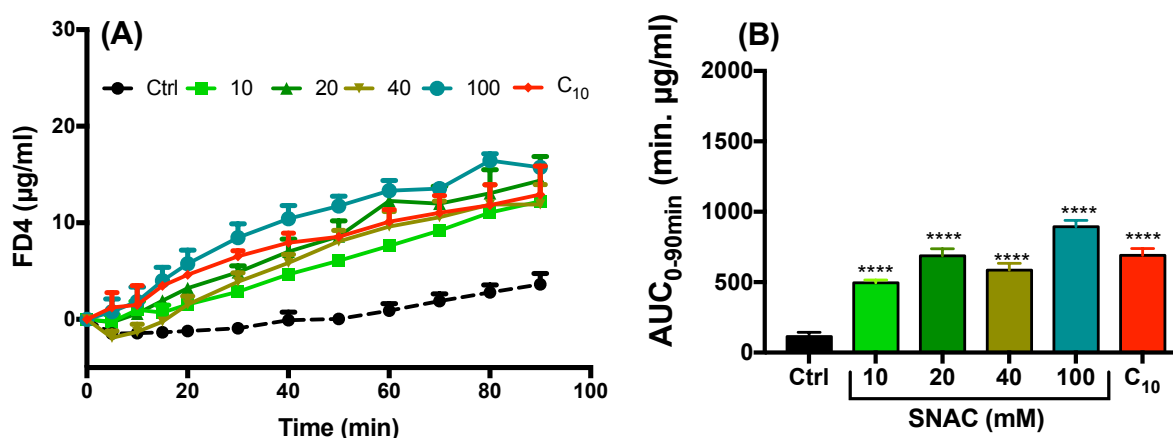 (A)
Ctrl 10 20 40 100 C₁₀
FD4 (µg/ml)
30
20
10
0
0 20 40 60 80 100
Time (min)
(B)
AUC₀₋₉₀ₘᵢₙ (min. µg/ml)
2000
1500
1000
500
0
**** **** **** **** ****
Ctrl 10 20 40 100 C₁₀
SNAC (mM)